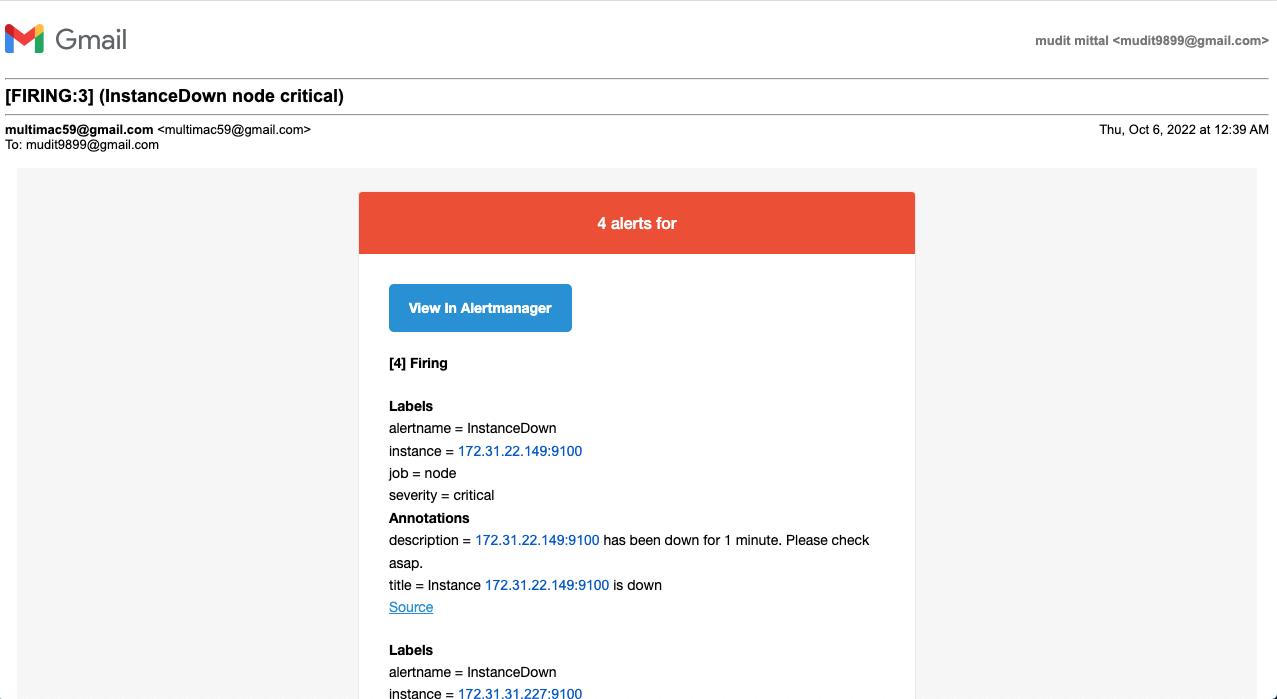 Gmail
mudit mittal <mudit9899@gmail.com>
[FIRING:3] (InstanceDown node critical)
multimac59@gmail.com <multimac59@gmail.com>
Thu, Oct 6, 2022 at 12:39 AM
To: mudit9899@gmail.com
4 alerts for
View In Alertmanager
[4] Firing
Labels
alertname = InstanceDown
instance = 172.31.22.149:9100
job = node
severity = critical
Annotations
description = 172.31.22.149:9100 has been down for 1 minute. Please check
asap.
title = Instance 172.31.22.149:9100 is down
Source
Labels
alertname = InstanceDown
instance = 172.31.31.227:9100